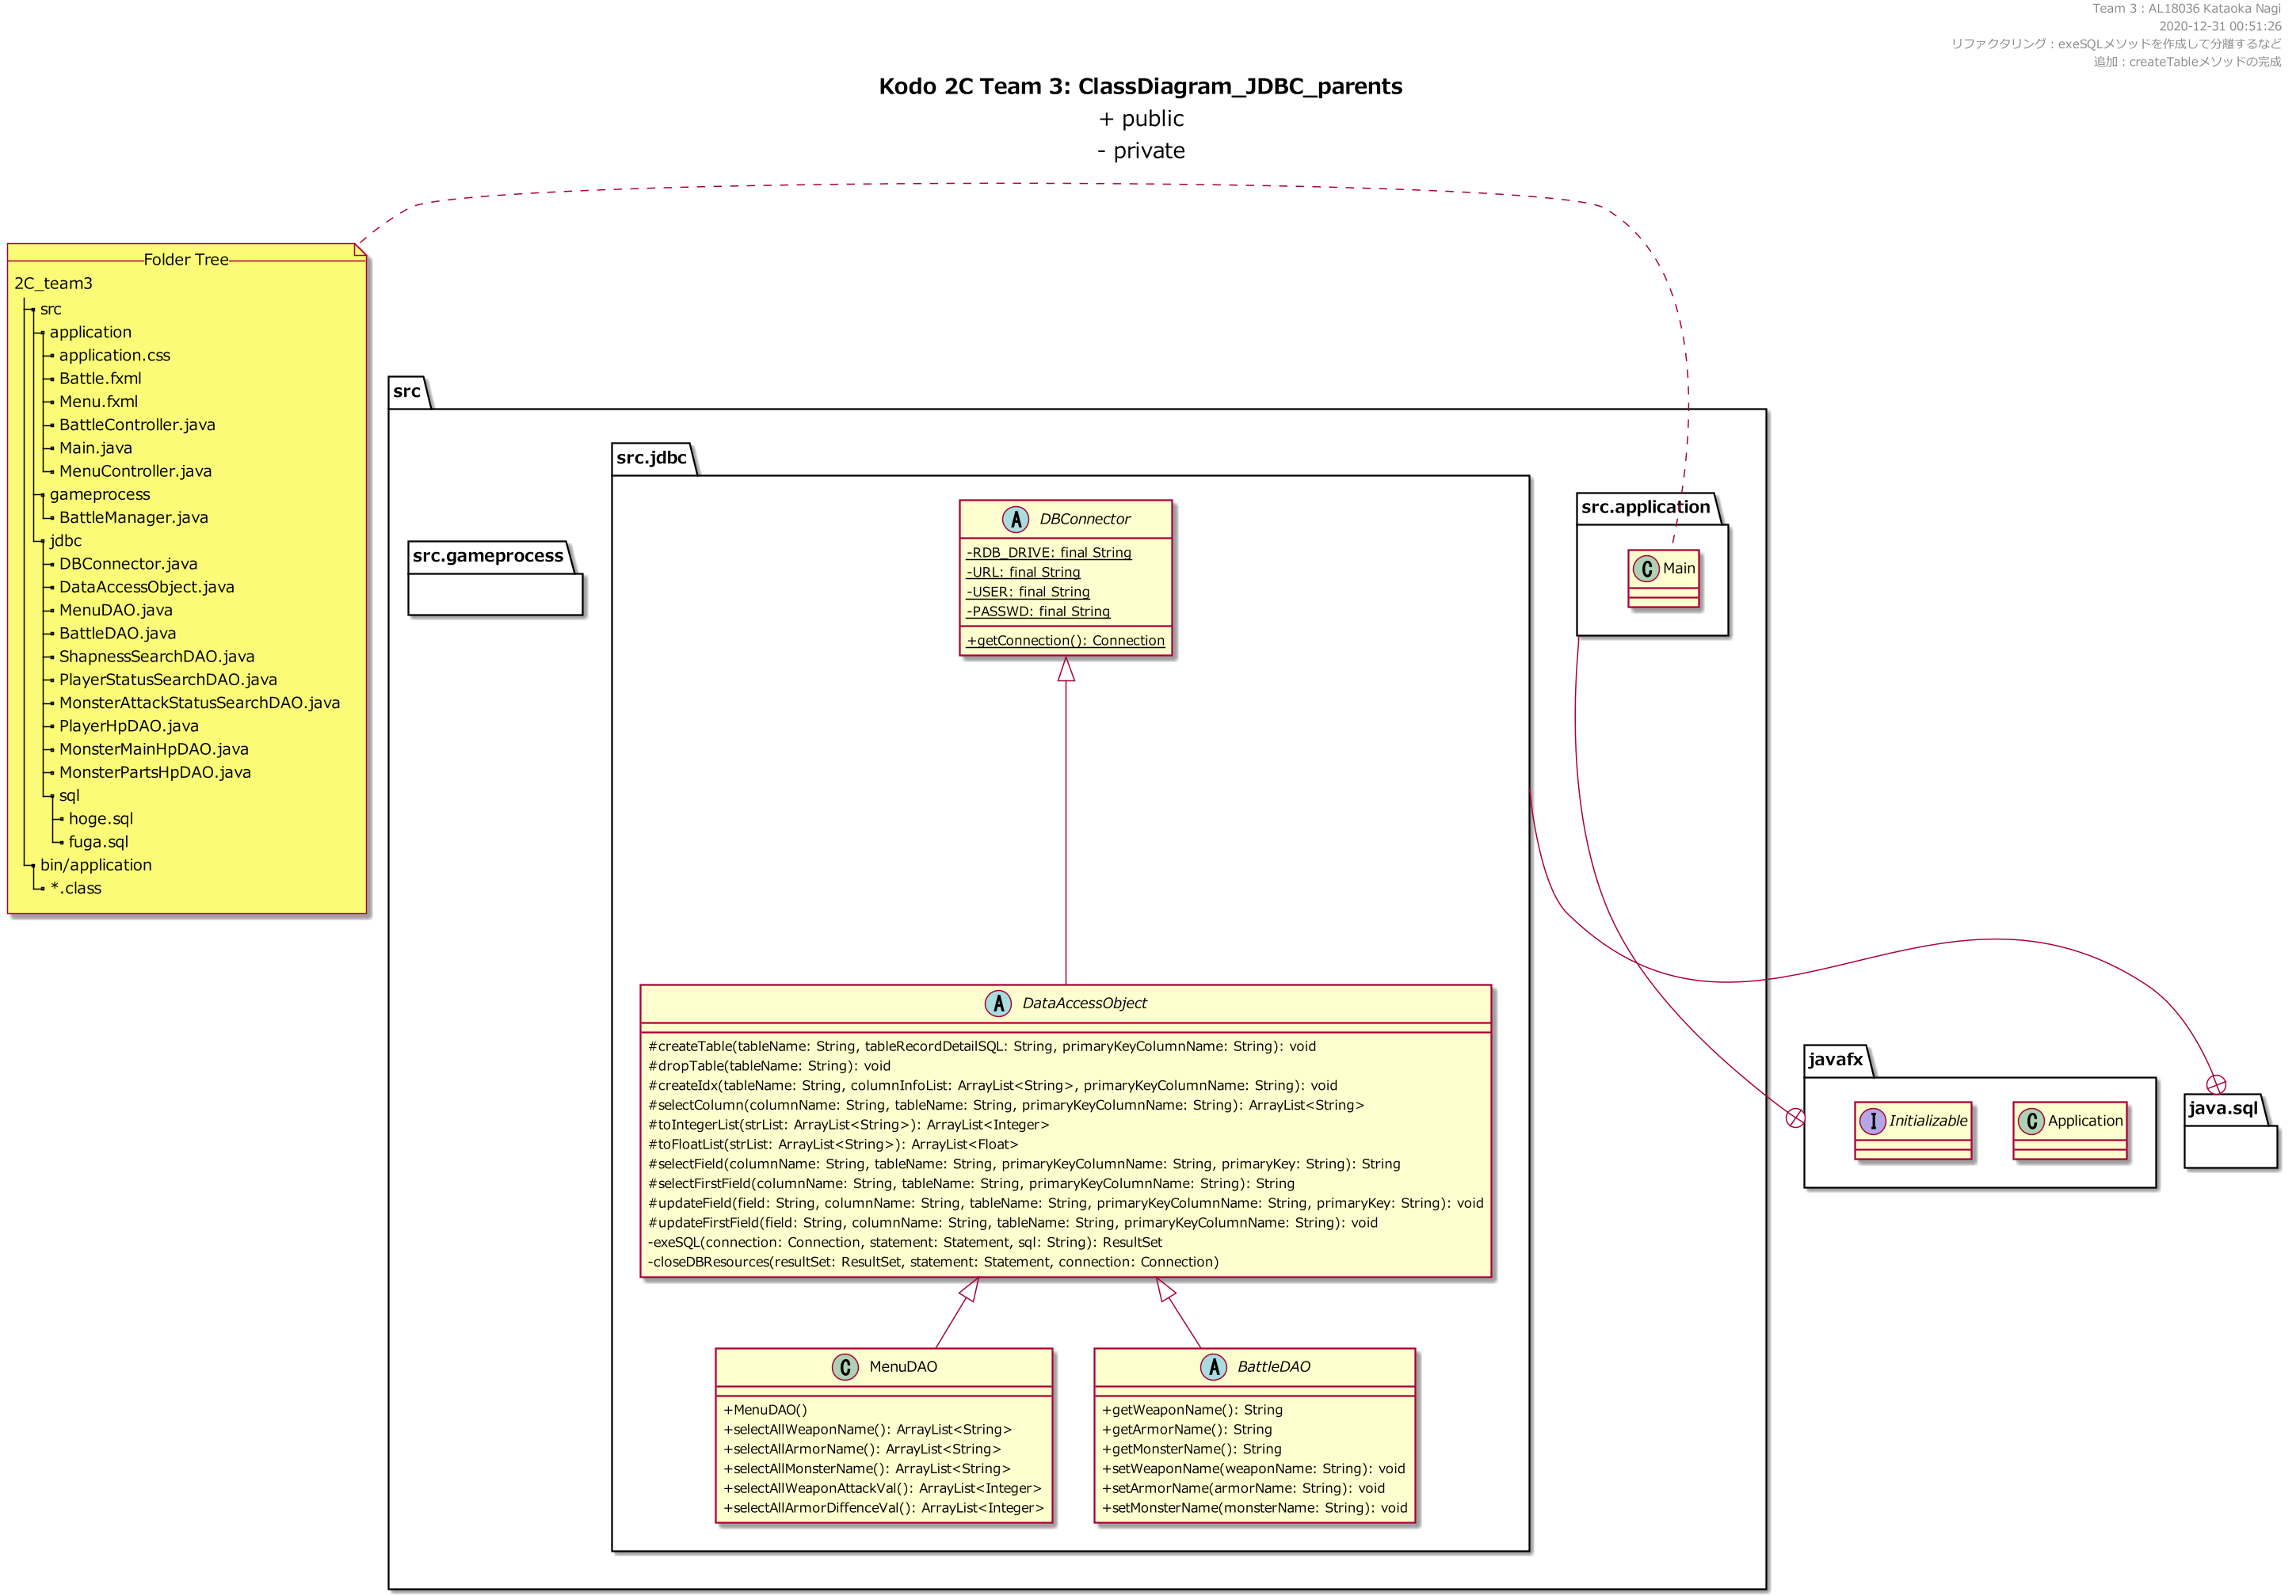 Team 3 : AL18036 Kataoka Nagi
2020-12-31 00:51:26
リファクタリング : exeSQLメソッドを作成して分離するなど
追加 : createTableメソッドの完成
Kodo 2C Team 3: ClassDiagram_JDBC_parents
+ public
- private
Folder Tree
2C_team3
src
application
application.css
Battle.fxml
Menu.fxml
BattleController.java
Main.java
MenuController.java
gameprocess
BattleManager.java
jdbc
DBConnector.java
DataAccessObject.java
MenuDAO.java
BattleDAO.java
ShapnessSearchDAO.java
PlayerStatusSearchDAO.java
MonsterAttackStatusSearchDAO.java
PlayerHpDAO.java
MonsterMainHpDAO.java
MonsterPartsHpDAO.java
sql
hoge.sql
fuga.sql
bin/application
*.class
src
src.gameprocess
src.jdbc
A DBConnector
-RDB_DRIVE: final String
-URL: final String
-USER: final String
-PASSWD: final String
+getConnection(): Connection
src.application
C Main
A DataAccessObject
#createTable(tableName: String, tableRecordDetailSQL: String, primaryKeyColumnName: String): void
#dropTable(tableName: String): void
#createIdx(tableName: String, columnInfoList: ArrayList<String>, primaryKeyColumnName: String): void
#selectColumn(columnName: String, tableName: String, primaryKeyColumnName: String): ArrayList<String>
#toIntegerList(strList: ArrayList<String>): ArrayList<Integer>
#toFloatList(strList: ArrayList<String>): ArrayList<Float>
#selectField(columnName: String, tableName: String, primaryKeyColumnName: String, primaryKey: String): String
#selectFirstField(columnName: String, tableName: String, primaryKeyColumnName: String): String
#updateField(field: String, columnName: String, tableName: String, primaryKeyColumnName: String, primaryKey: String): void
#updateFirstField(field: String, columnName: String, tableName: String, primaryKeyColumnName: String): void
-exeSQL(connection: Connection, statement: Statement, sql: String): ResultSet
-closeDBResources(resultSet: ResultSet, statement: Statement, connection: Connection)
C MenuDAO
+MenuDAO()
+selectAllWeaponName(): ArrayList<String>
+selectAllArmorName(): ArrayList<String>
+selectAllMonsterName(): ArrayList<String>
+selectAllWeaponAttackVal(): ArrayList<Integer>
+selectAllArmorDiffenceVal(): ArrayList<Integer>
A BattleDAO
+getWeaponName(): String
+getArmorName(): String
+getMonsterName(): String
+setWeaponName(weaponName: String): void
+setArmorName(armorName: String): void
+setMonsterName(monsterName: String): void
javafx
I Initializable
C Application
java.sql